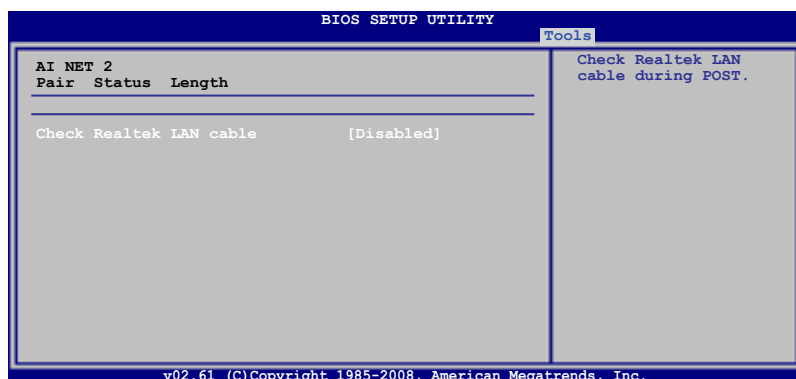 BIOS SETUP UTILITY
Tools
AI NET 2
Pair Status Length
Check Realtek LAN cable [Disabled]
Check Realtek LAN
cable during POST.
v02.61 (C)Copyright 1985-2008, American Megatrends, Inc.